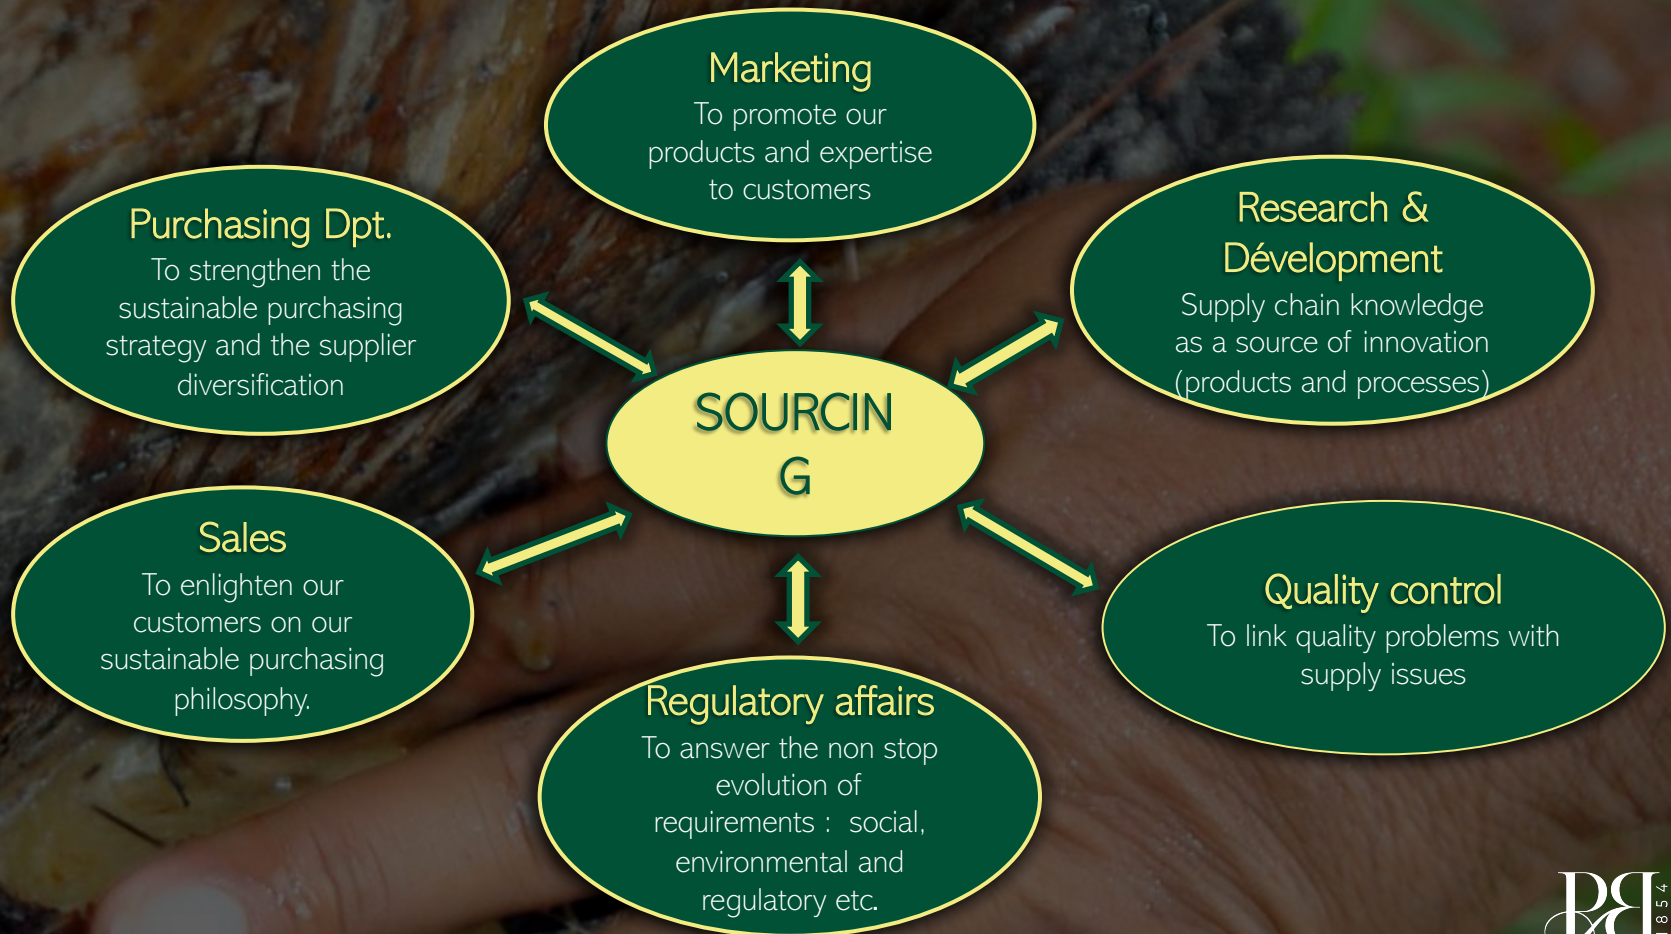 Marketing
To promote our
products and expertise
to customers
Purchasing Dpt.
To strengthen the
sustainable purchasing
strategy and the supplier
diversification
Research &
Dévelopment
Supply chain knowledge
as a source of innovation
(products and processes)
SOURCIN
G
Sales
To enlighten our
customers on our
sustainable purchasing
philosophy.
Quality control
To link quality problems with
supply issues
Regulatory affairs
To answer the non stop
evolution of
requirements : social,
environmental and
regulatory etc.
1854